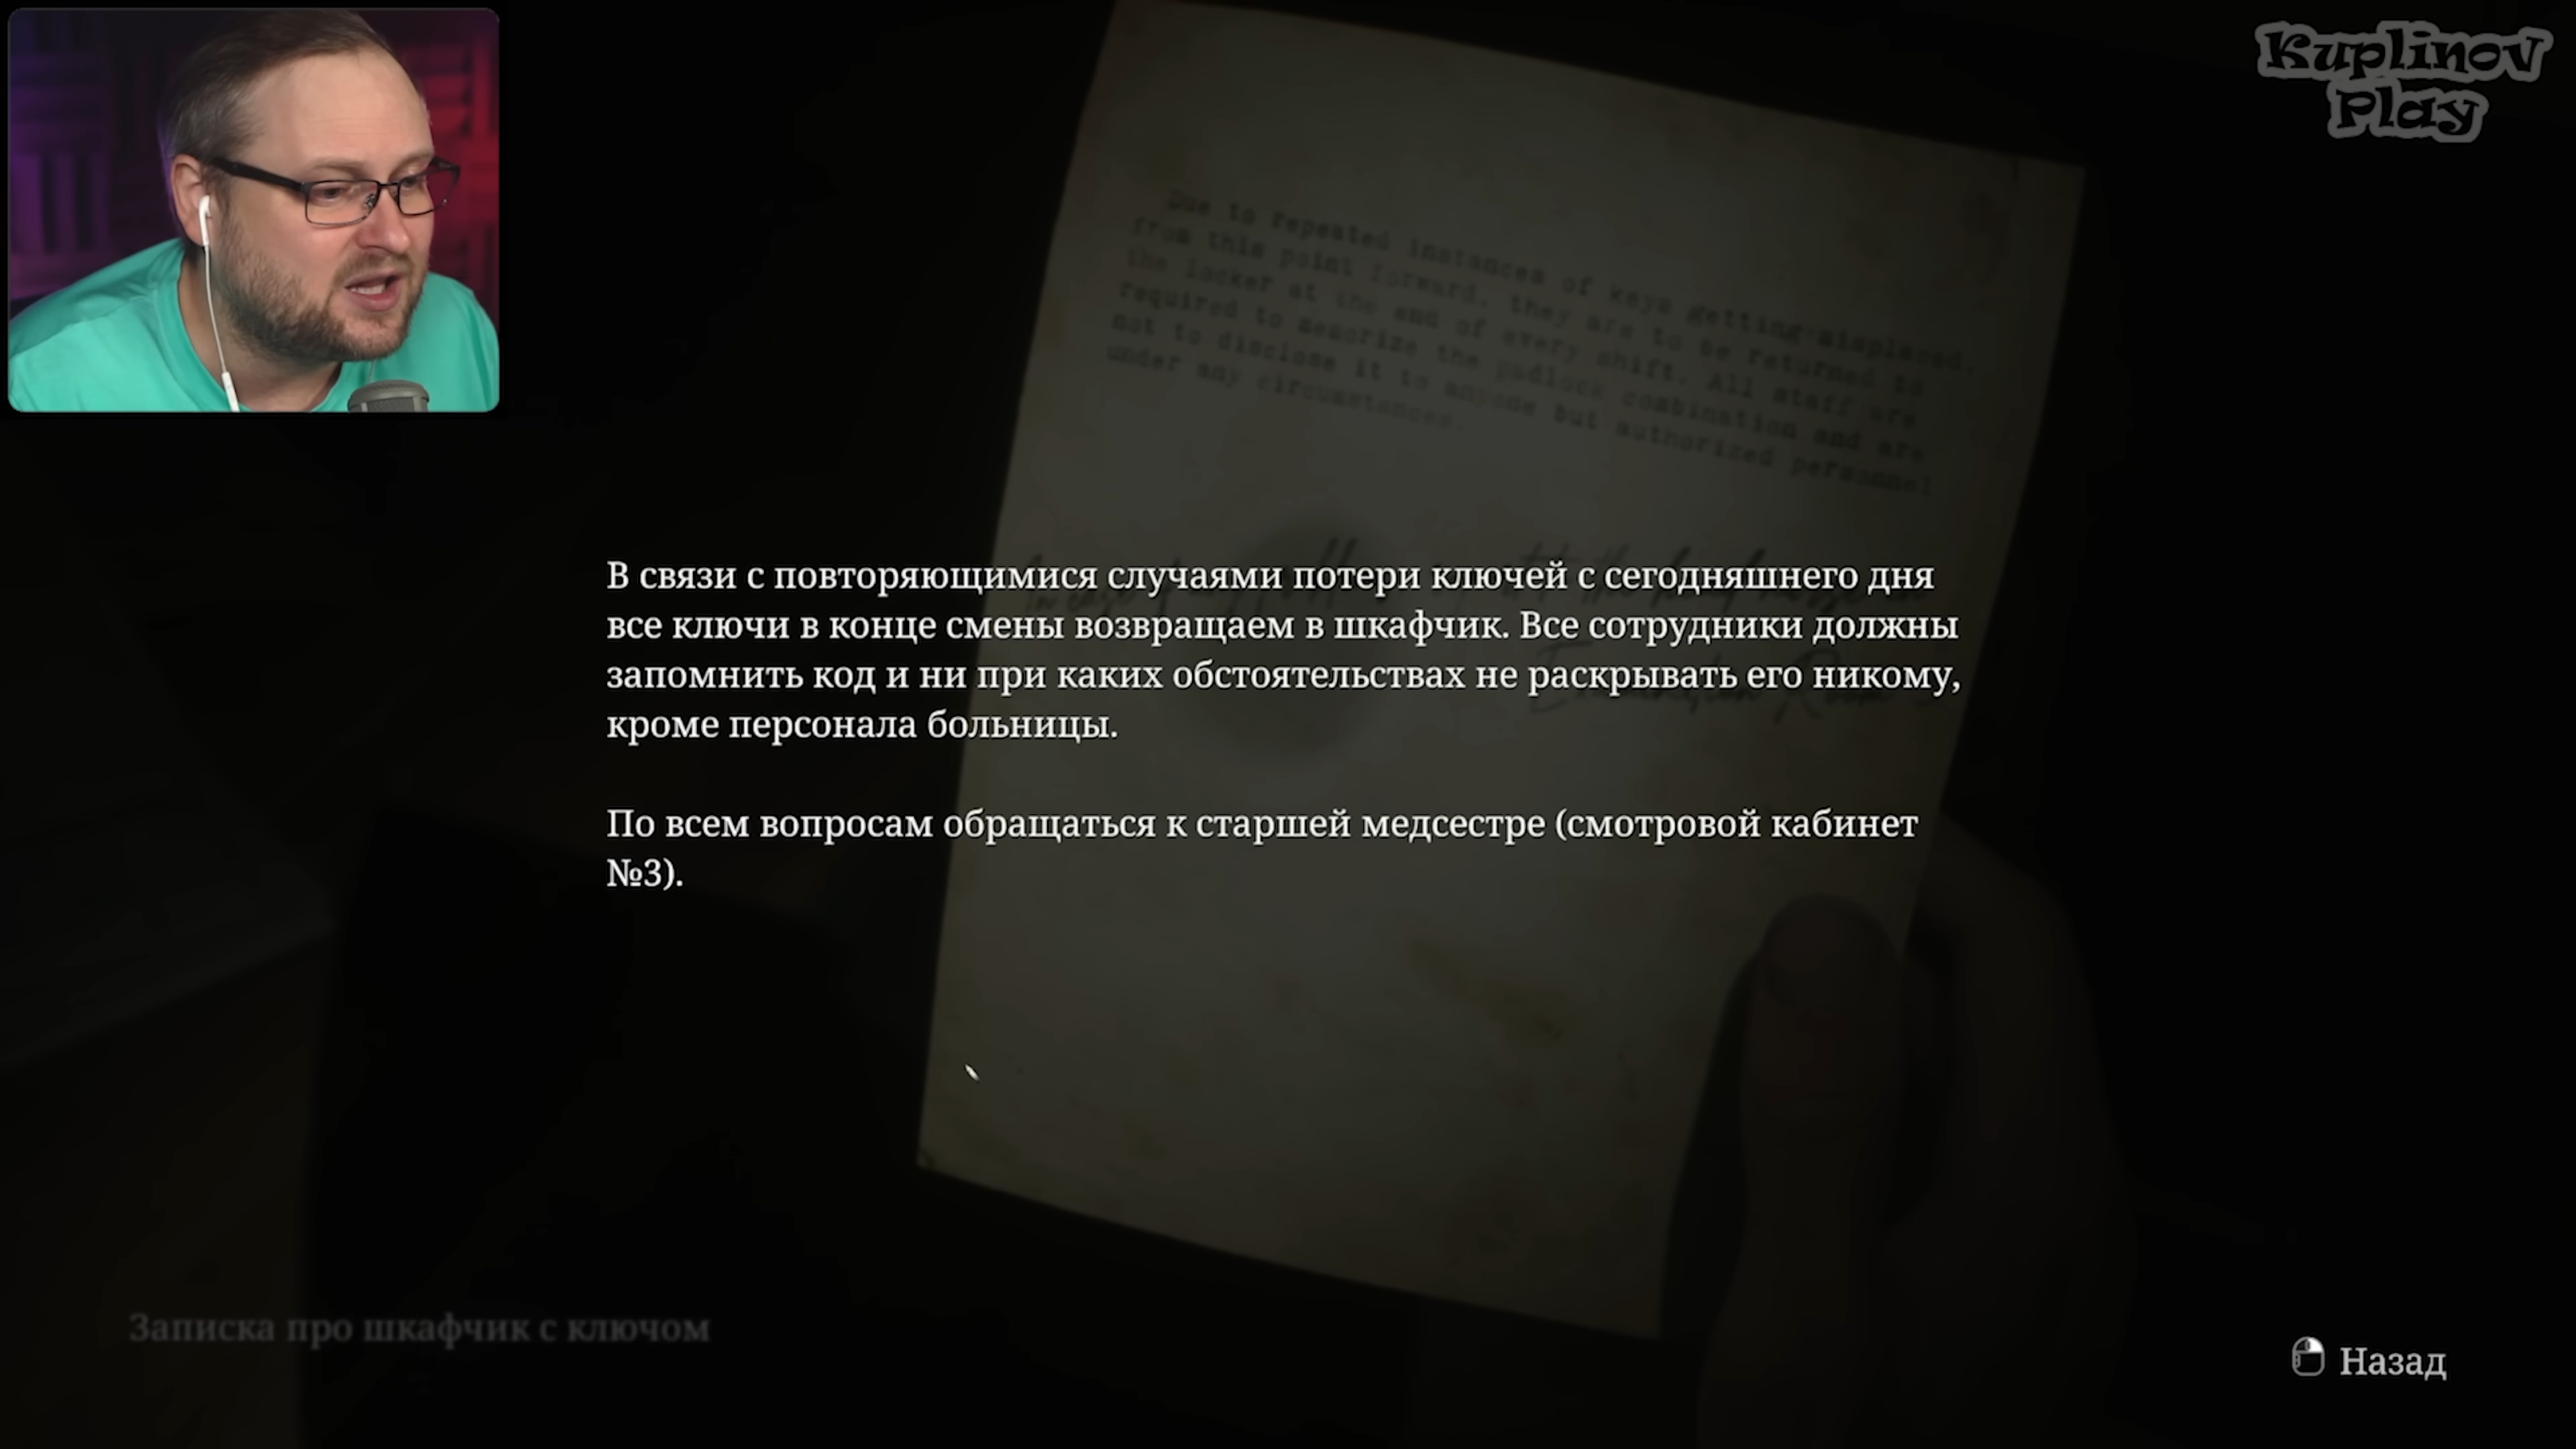 Kuplinov
Play
Due to repeated instances of keys getting misplaced,
from this point forward, they are to be returned to
the locker at the end of every shift. All staff are
required to memorize the padlock combination and are
not to disclose it to anyone but authorized personnel
under any circumstances.
В связи с повторяющимися случаями потери ключей с сегодняшнего дня
все ключи в конце смены возвращаем в шкафчик. Все сотрудники должны
запомнить код и ни при каких обстоятельствах не раскрывать его никому,
кроме персонала больницы.
По всем вопросам обращаться к старшей медсестре (смотровой кабинет
№3).
Записка про шкафчик с ключом
Назад